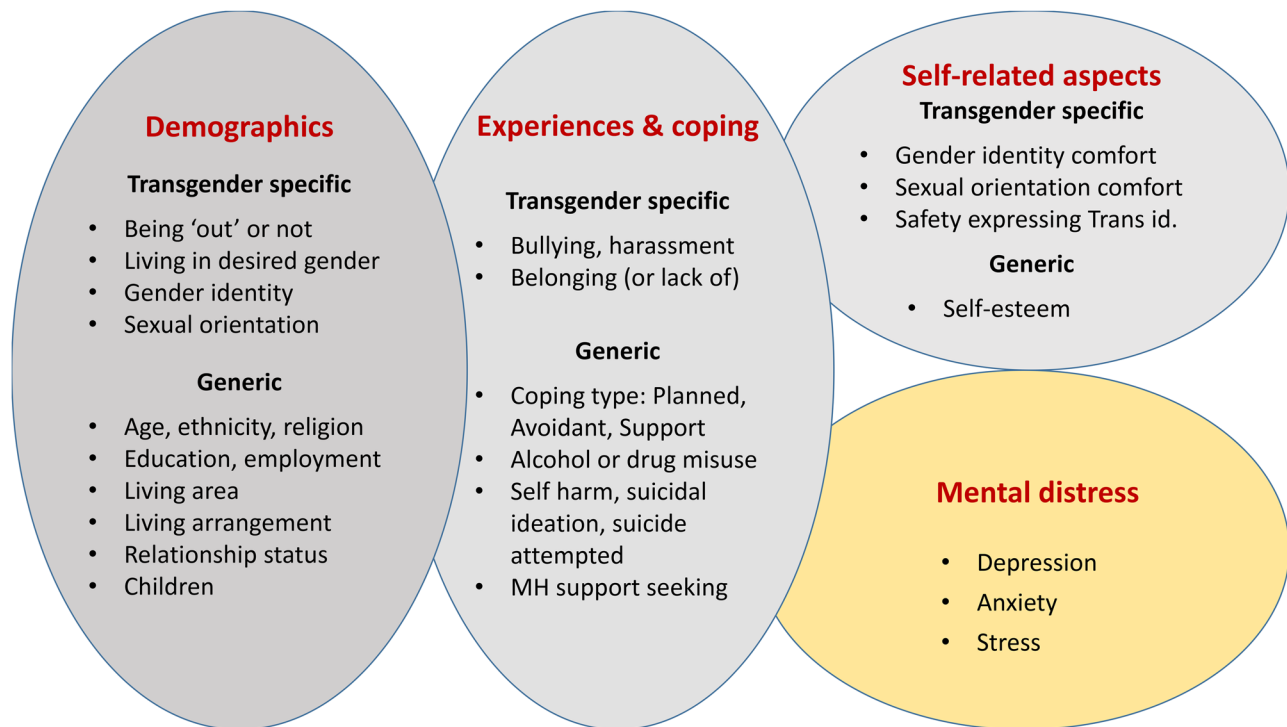 Demographics
Transgender specific
• Being ‘out’ or not
• Living in desired gender
• Gender identity
• Sexual orientation
Generic
• Age, ethnicity, religion
• Education, employment
• Living area
• Living arrangement
• Relationship status
• Children
Experiences & coping
Transgender specific
• Bullying, harassment
• Belonging (or lack of)
Generic
• Coping type: Planned,
Avoidant, Support
• Alcohol or drug misuse
• Self harm, suicidal
ideation, suicide
attempted
• MH support seeking
Self-related aspects
Transgender specific
• Gender identity comfort
• Sexual orientation comfort
• Safety expressing Trans id.
Generic
• Self-esteem
Mental distress
• Depression
• Anxiety
• Stress